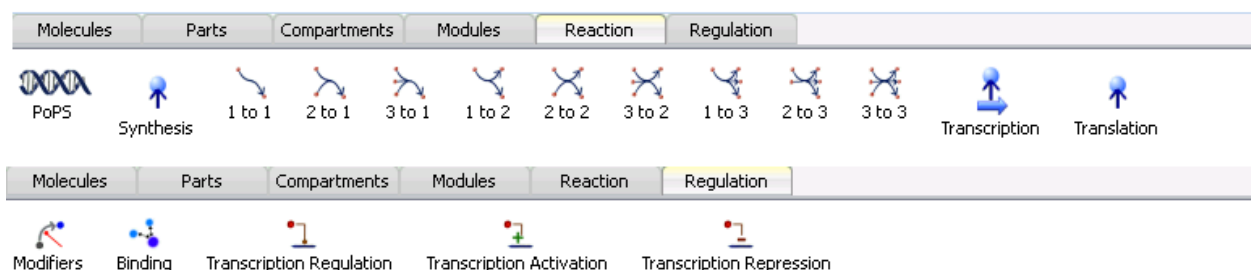 Molecules Parts Compartments Modules Reaction Regulation
PoPS Synthesis 1 to 1 2 to 1 3 to 1 1 to 2 2 to 2 3 to 2 1 to 3 2 to 3 3 to 3 Transcription Translation
Molecules Parts Compartments Modules Reaction Regulation
Modifiers Binding Transcription Regulation Transcription Activation Transcription Repression